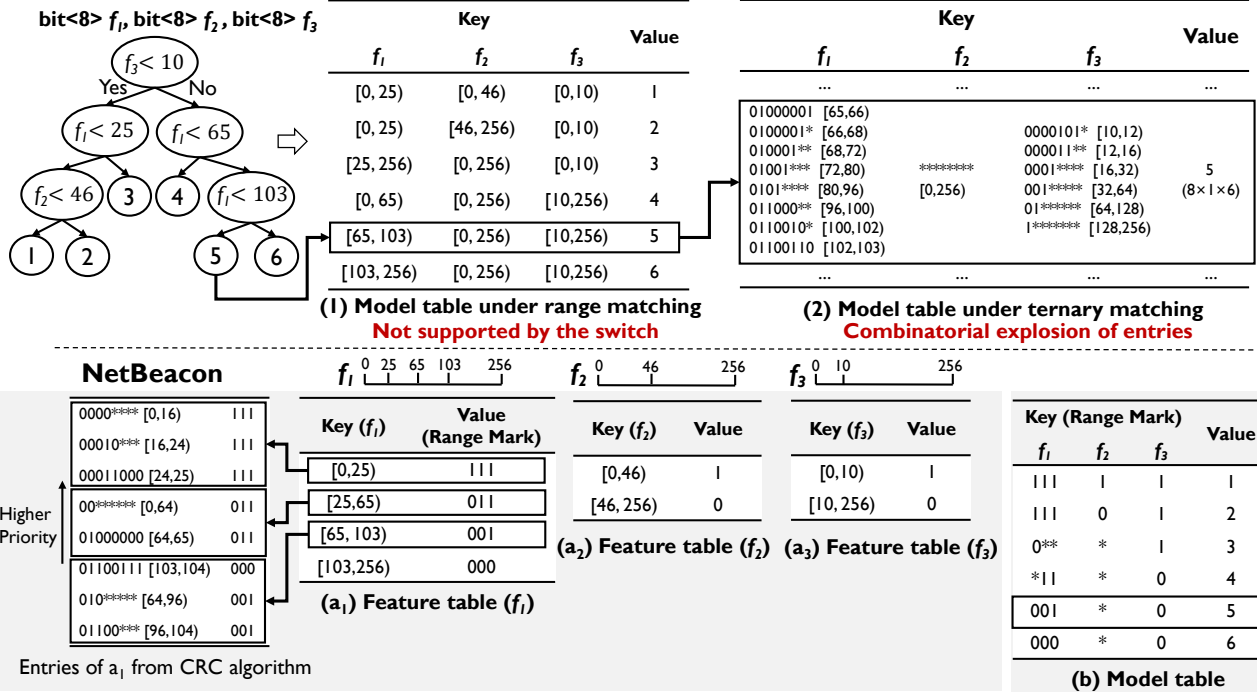 bit<8> f1, bit<8> f2, bit<8> f3
f3< 10
Yes No
f1< 25 f1< 65
f2< 46 3 4 f1< 103
1 2 5 6
Key Value
f1 f2 f3
[0, 25) [0, 46) [0,10) 1
[0, 25) [46,256) [0,10) 2
[25,256) [0,256) [0,10) 3
[0,65) [0,256) [10,256) 4
[65, 103) [0,256) [10,256) 5
[103,256) [0,256) [10,256) 6
(1) Model table under range matching
Not supported by the switch
Key Value
f1 f2 f3
... ... ... ...
01000001 [65,66)
0100001* [66,68) 0000101* [10,12)
010001** [68,72) 000011** [12,16)
01001*** [72,80) ******** 0001**** [16,32) 5
0101**** [80,96) [0,256) 001***** [32,64) (8×1×6)
011000** [96,100) 01****** [64,128)
0110010* [100,102) 1******* [128,256)
01100110 [102,103)
... ... ... ...
(2) Model table under ternary matching
Combinatorial explosion of entries
NetBeacon
f1 0 25 65 103 256
f2 0 46 256
f3 0 10 256
Higher
Priority
0000**** [0,16) 111
00010*** [16,24) 111
00011000 [24,25) 111
00****** [0,64) 011
01000000 [64,65) 011
01100111 [103,104) 000
010***** [64,96) 001
01100*** [96,104) 001
Entries of a1 from CRC algorithm
Key (f1) Value
(Range Mark)
[0,25) 111
[25,65) 011
[65, 103) 001
[103,256) 000
(a1) Feature table (f1)
Key (f2) Value
[0,46) 1
[46, 256) 0
(a2) Feature table (f2)
Key (f3) Value
[0,10) 1
[10, 256) 0
(a3) Feature table (f3)
Key (Range Mark) Value
f1 f2 f3
111 1 1 1
111 0 1 2
0** * 1 3
*11 * 0 4
001 * 0 5
000 * 0 6
(b) Model table